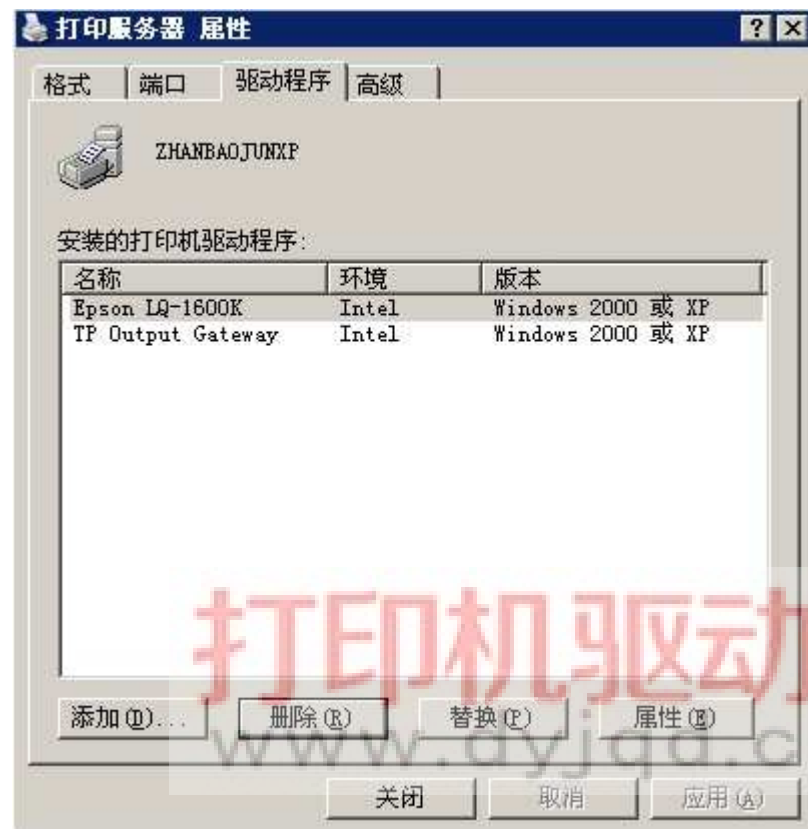 打印服务器 属性
格式 端口 驱动程序 高级
ZHANBAOJUNXP
安装的打印机驱动程序:
名称 环境 版本
Epson LQ-1600K Intel Windows 2000 或 XP
TP Output Gateway Intel Windows 2000 或 XP
打印机驱动
添加(D)... 删除(R) 替换(P) 属性(E)
www.dyjqd.c
关闭 取消 应用(A)